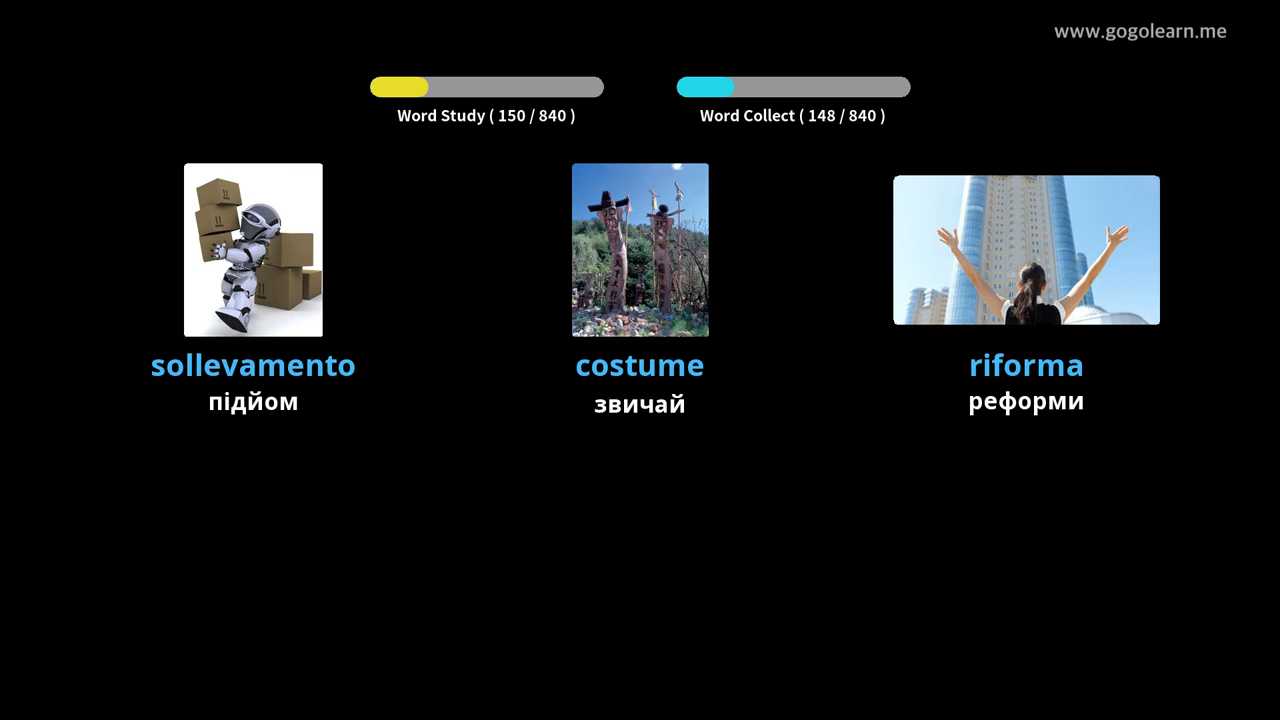 www.gogolearn.me
Word Study ( 150 / 840 )
Word Collect ( 148 / 840 )
sollevamento
підйом
costume
звичай
riforma
реформи